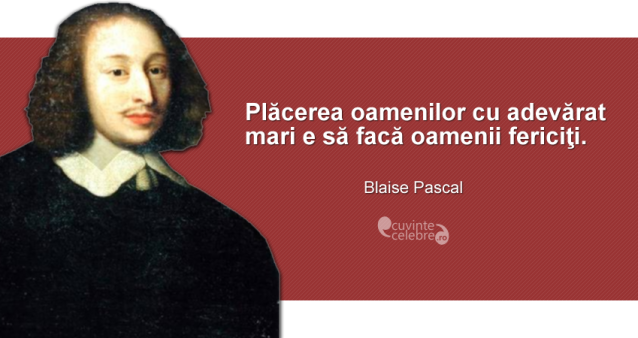 Plăcerea oamenilor cu adevărat
mari e să facă oamenii fericiţi.
Blaise Pascal
cuvinte
celebre.ro